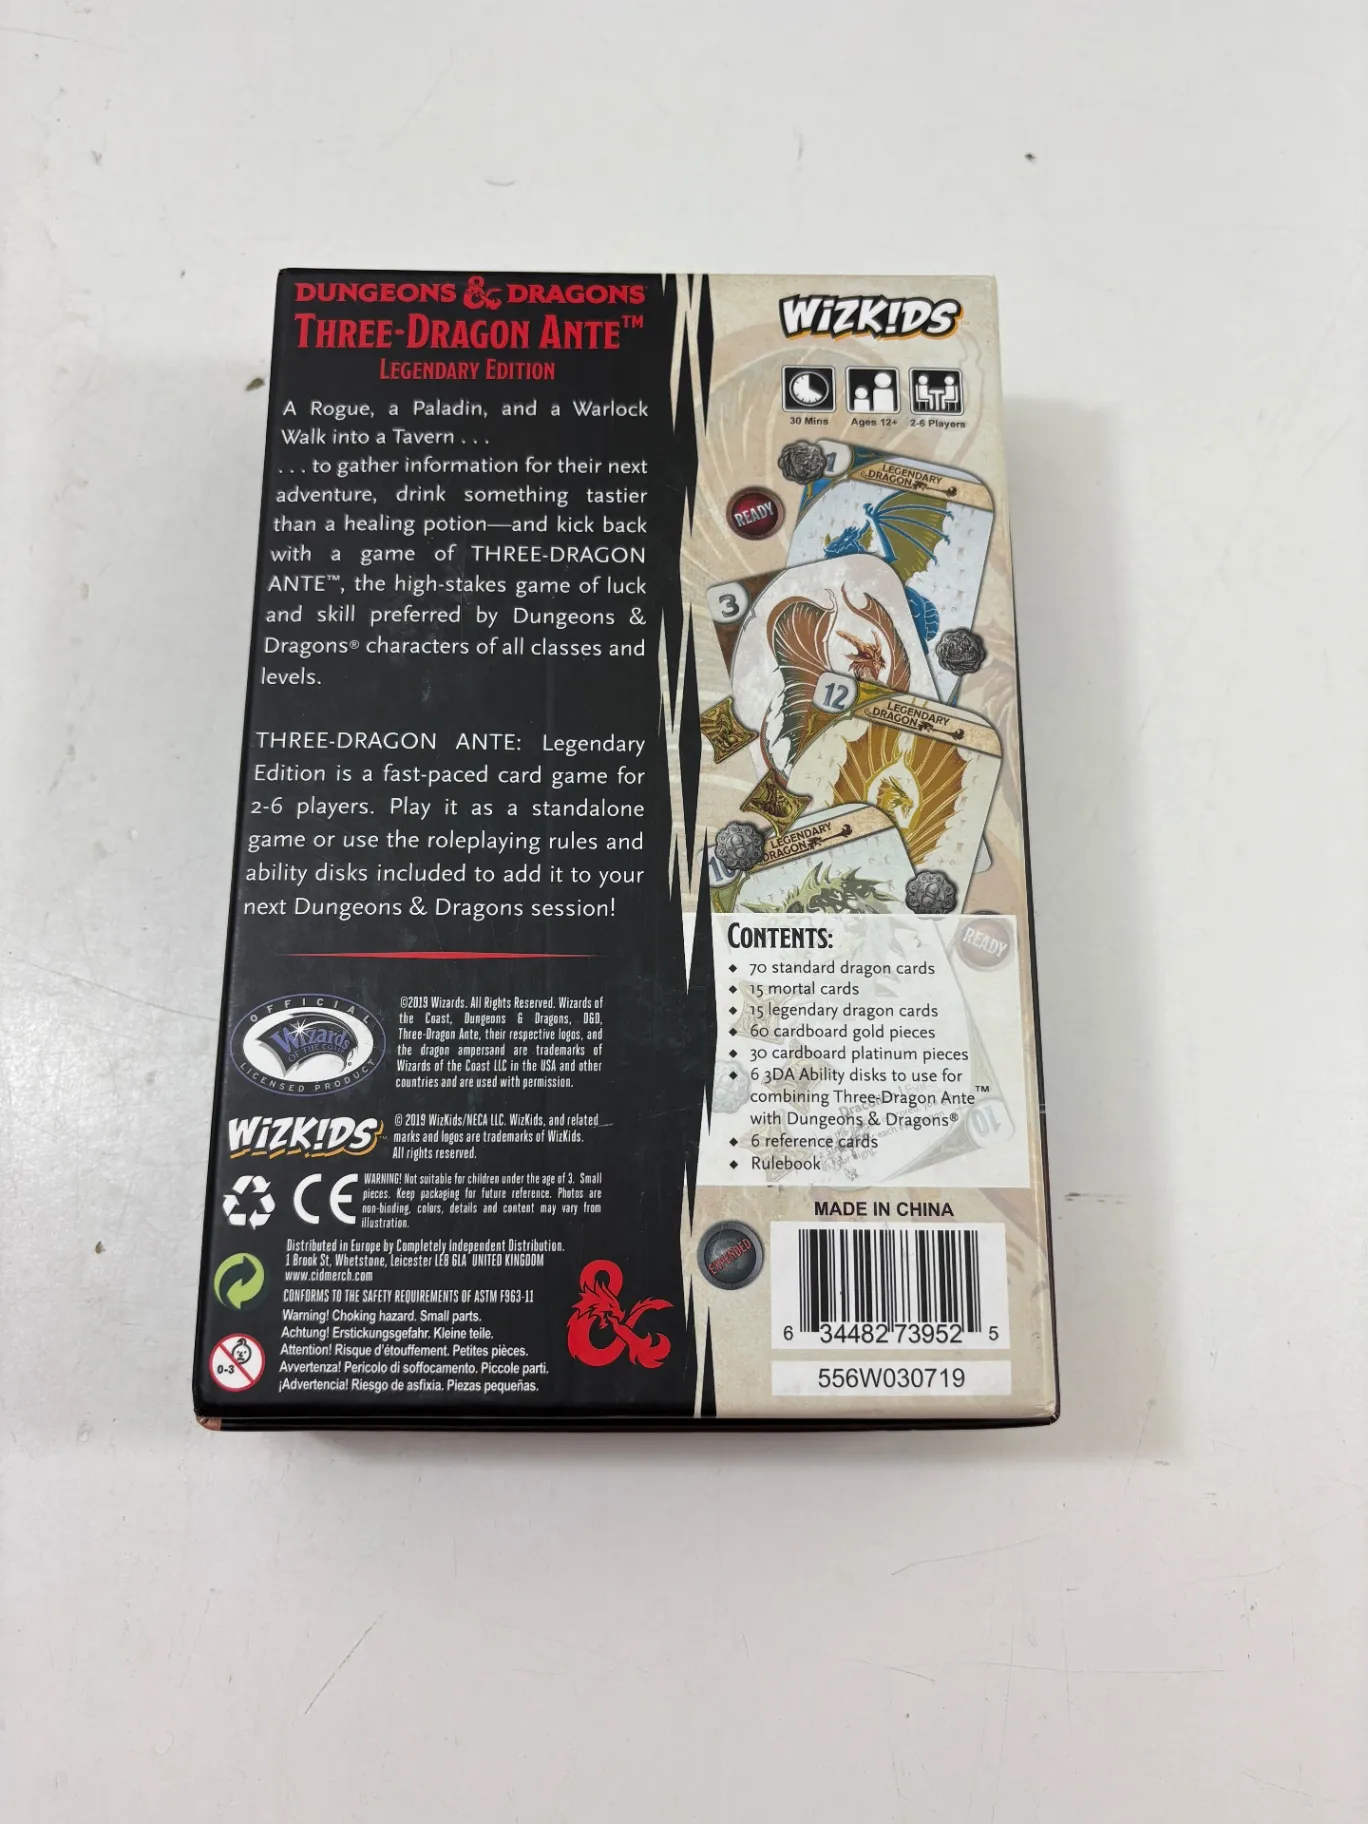 DUNGEONS & DRAGONS
THREE-DRAGON ANTE™
LEGENDARY EDITION
A Rogue, a Paladin, and a Warlock
Walk into a Tavern . . .
. . . to gather information for their next
adventure, drink something tastier
than a healing potion—and kick back
with a game of THREE-DRAGON
ANTE™, the high-stakes game of luck
and skill preferred by Dungeons &
Dragons® characters of all classes and
levels.
THREE-DRAGON ANTE: Legendary
Edition is a fast-paced card game for
2-6 players. Play it as a standalone
game or use the roleplaying rules and
ability disks included to add it to your
next Dungeons & Dragons session!
OFFICIAL
Wizards
OF THE COAST
LICENSED PRODUCT
©2019 Wizards. All Rights Reserved. Wizards of
the Coast, Dungeons & Dragons, D&D,
Three-Dragon Ante, their respective logos, and
the dragon ampersand are trademarks of
Wizards of the Coast LLC in the USA and other
countries and are used with permission.
WIZK!DS
© 2019 WizKids/NECA LLC. WizKids, and related
marks and logos are trademarks of WizKids.
All rights reserved.
CE
WARNING! Not suitable for children under the age of 3. Small
pieces. Keep packaging for future reference. Photos are
non-binding, colors, details and content may vary from
illustration.
Distributed in Europe by Completely Independent Distribution.
1 Brook St, Whetstone, Leicester LE8 6LA UNITED KINGDOM
www.cidmerch.com
CONFORMS TO THE SAFETY REQUIREMENTS OF ASTM F963-11
0-3
Warning! Choking hazard. Small parts.
Achtung! Erstickungsgefahr. Kleine teile.
Attention! Risque d'étouffement. Petites pièces.
Avvertenza! Pericolo di soffocamento. Piccole parti.
¡Advertencia! Riesgo de asfixia. Piezas pequeñas.
WIZK!DS
30 Mins Ages 12+ 2-6 Players
1 LEGENDARY
DRAGON
READY
3
12 LEGENDARY
DRAGON
LEGENDARY
DRAGON
READY
CONTENTS:
◆ 70 standard dragon cards
◆ 15 mortal cards
◆ 15 legendary dragon cards
◆ 60 cardboard gold pieces
◆ 30 cardboard platinum pieces
◆ 6 3DA Ability disks to use for
combining Three-Dragon Ante™
with Dungeons & Dragons®
◆ 6 reference cards
◆ Rulebook
10
MADE IN CHINA
EXPENDED
6 34482 73952 5
556W030719